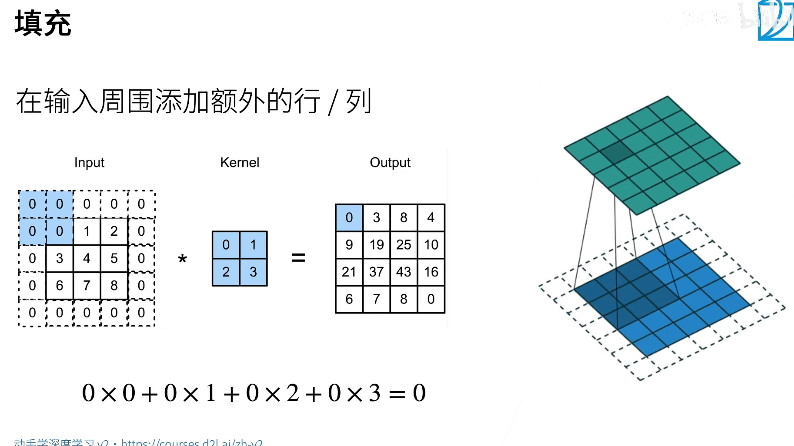 填充
在输入周围添加额外的行 / 列
Input Kernel Output
0 0 0 0 0
0 0 1 2 0
0 3 4 5 0
0 6 7 8 0
0 0 0 0 0
*
0 1
2 3
=
0 3 8 4
9 19 25 10
21 37 43 16
6 7 8 0
0 × 0 + 0 × 1 + 0 × 2 + 0 × 3 = 0
动手学深度学习 v2 · https://courses.d2l.ai/zh-v2